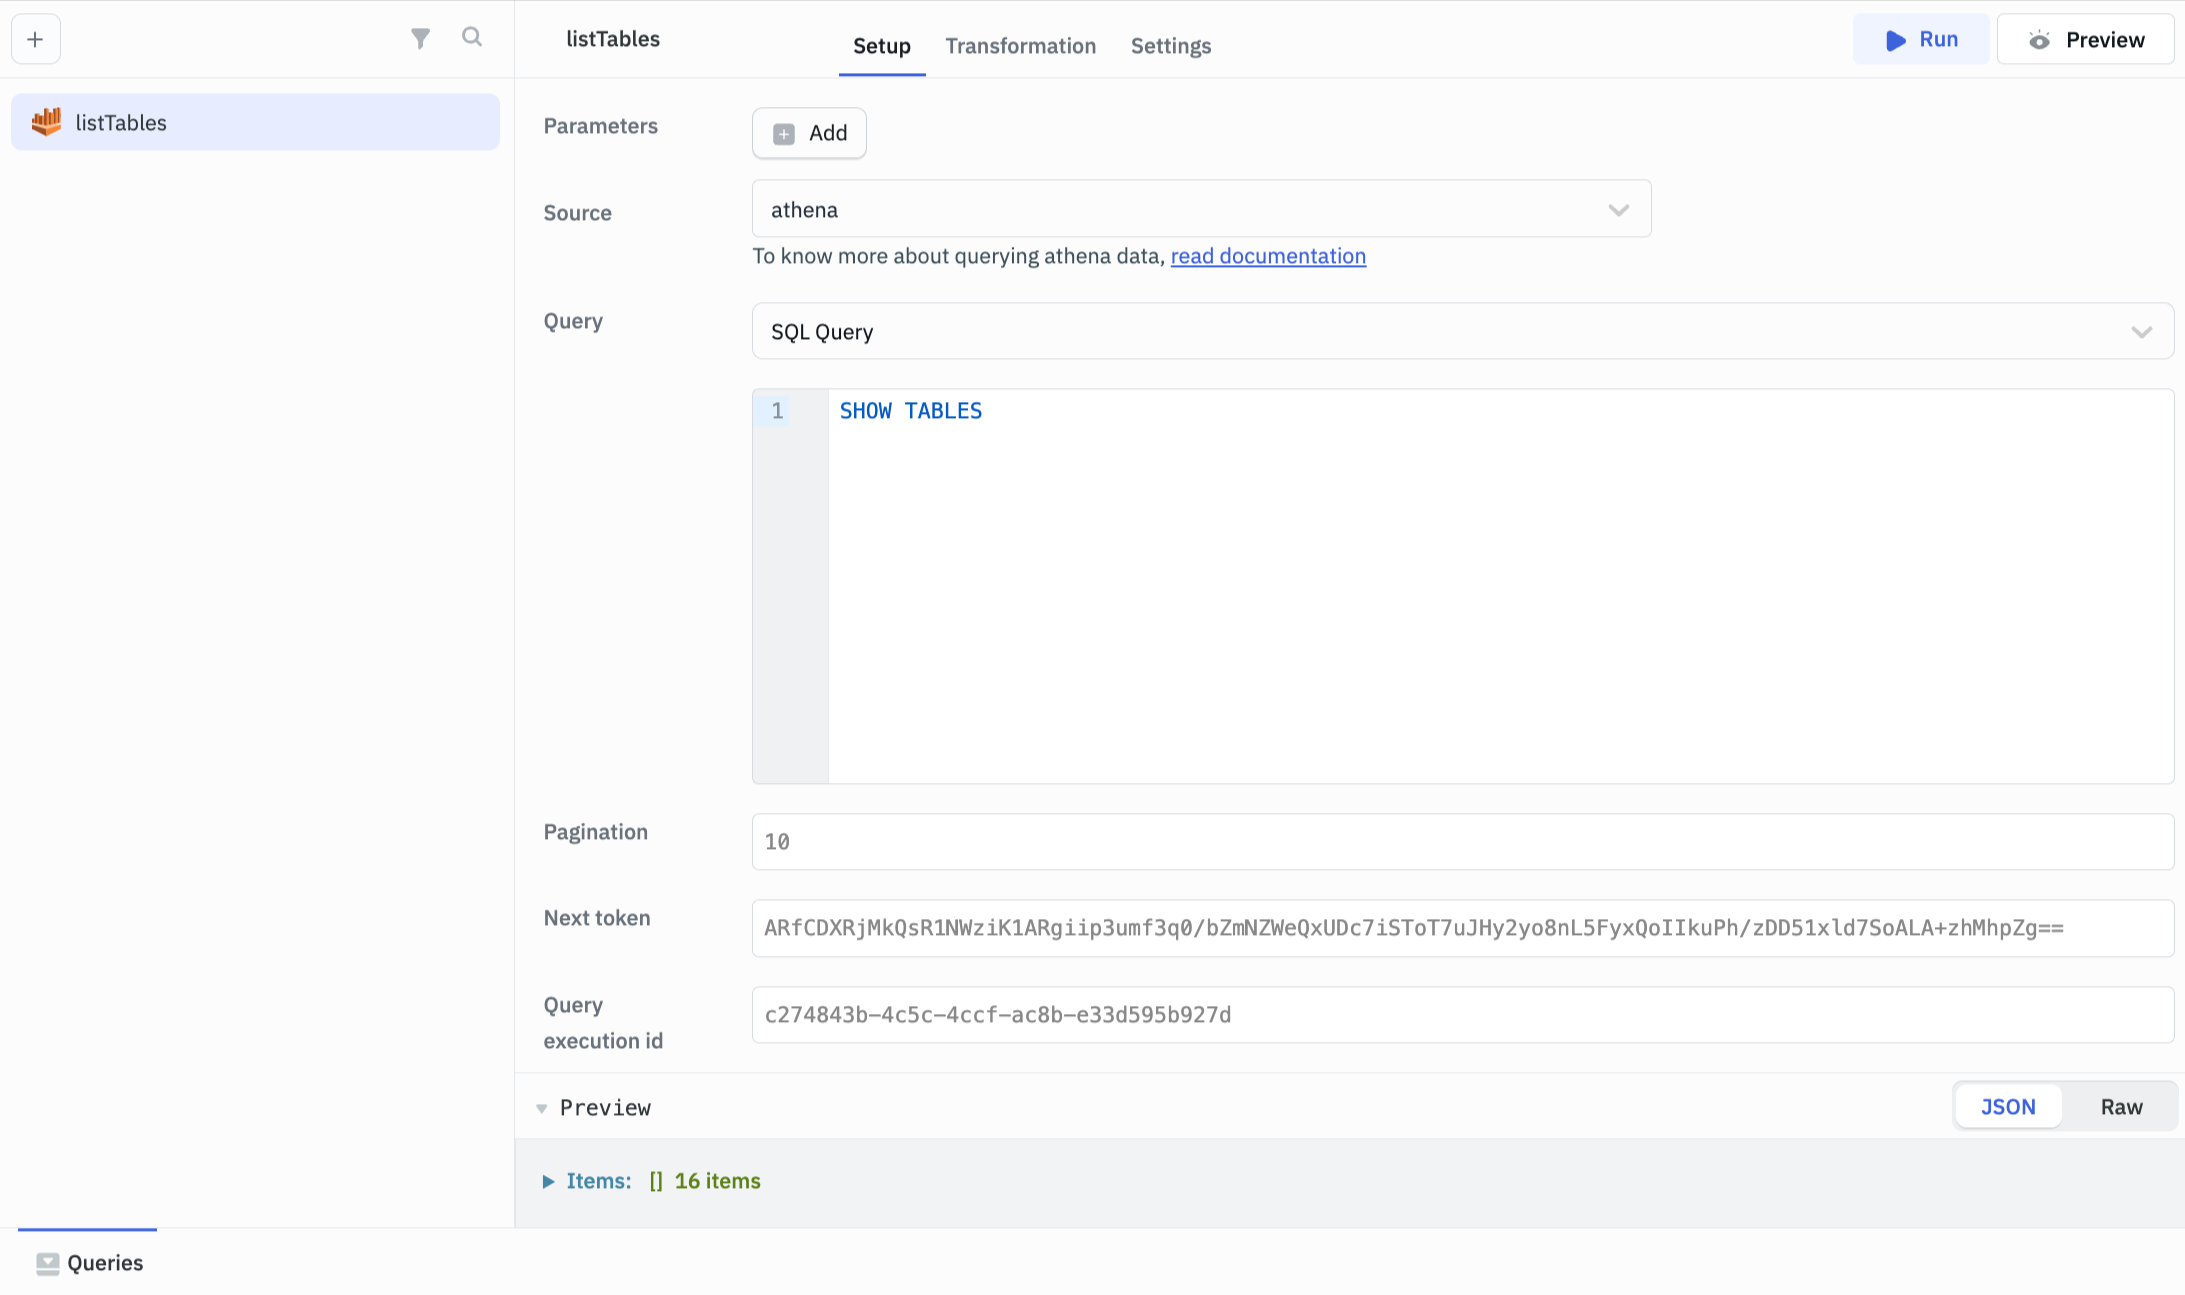 listTables
listTables
Setup
Transformation
Settings
Run
Preview
Parameters
Add
Source
athena
To know more about querying athena data, read documentation
Query
SQL Query
1
SHOW TABLES
Pagination
10
Next token
ARfCDXRjMkQsR1NWziK1ARgiip3umf3q0/bZmNZWeQxUDc7iSToT7uJHy2yo8nL5FyxQoIIkuPh/zDD51xld7SoALA+zhMhpZg==
Query
execution id
c274843b-4c5c-4ccf-ac8b-e33d595b927d
Preview
JSON
Raw
Items: [] 16 items
Queries